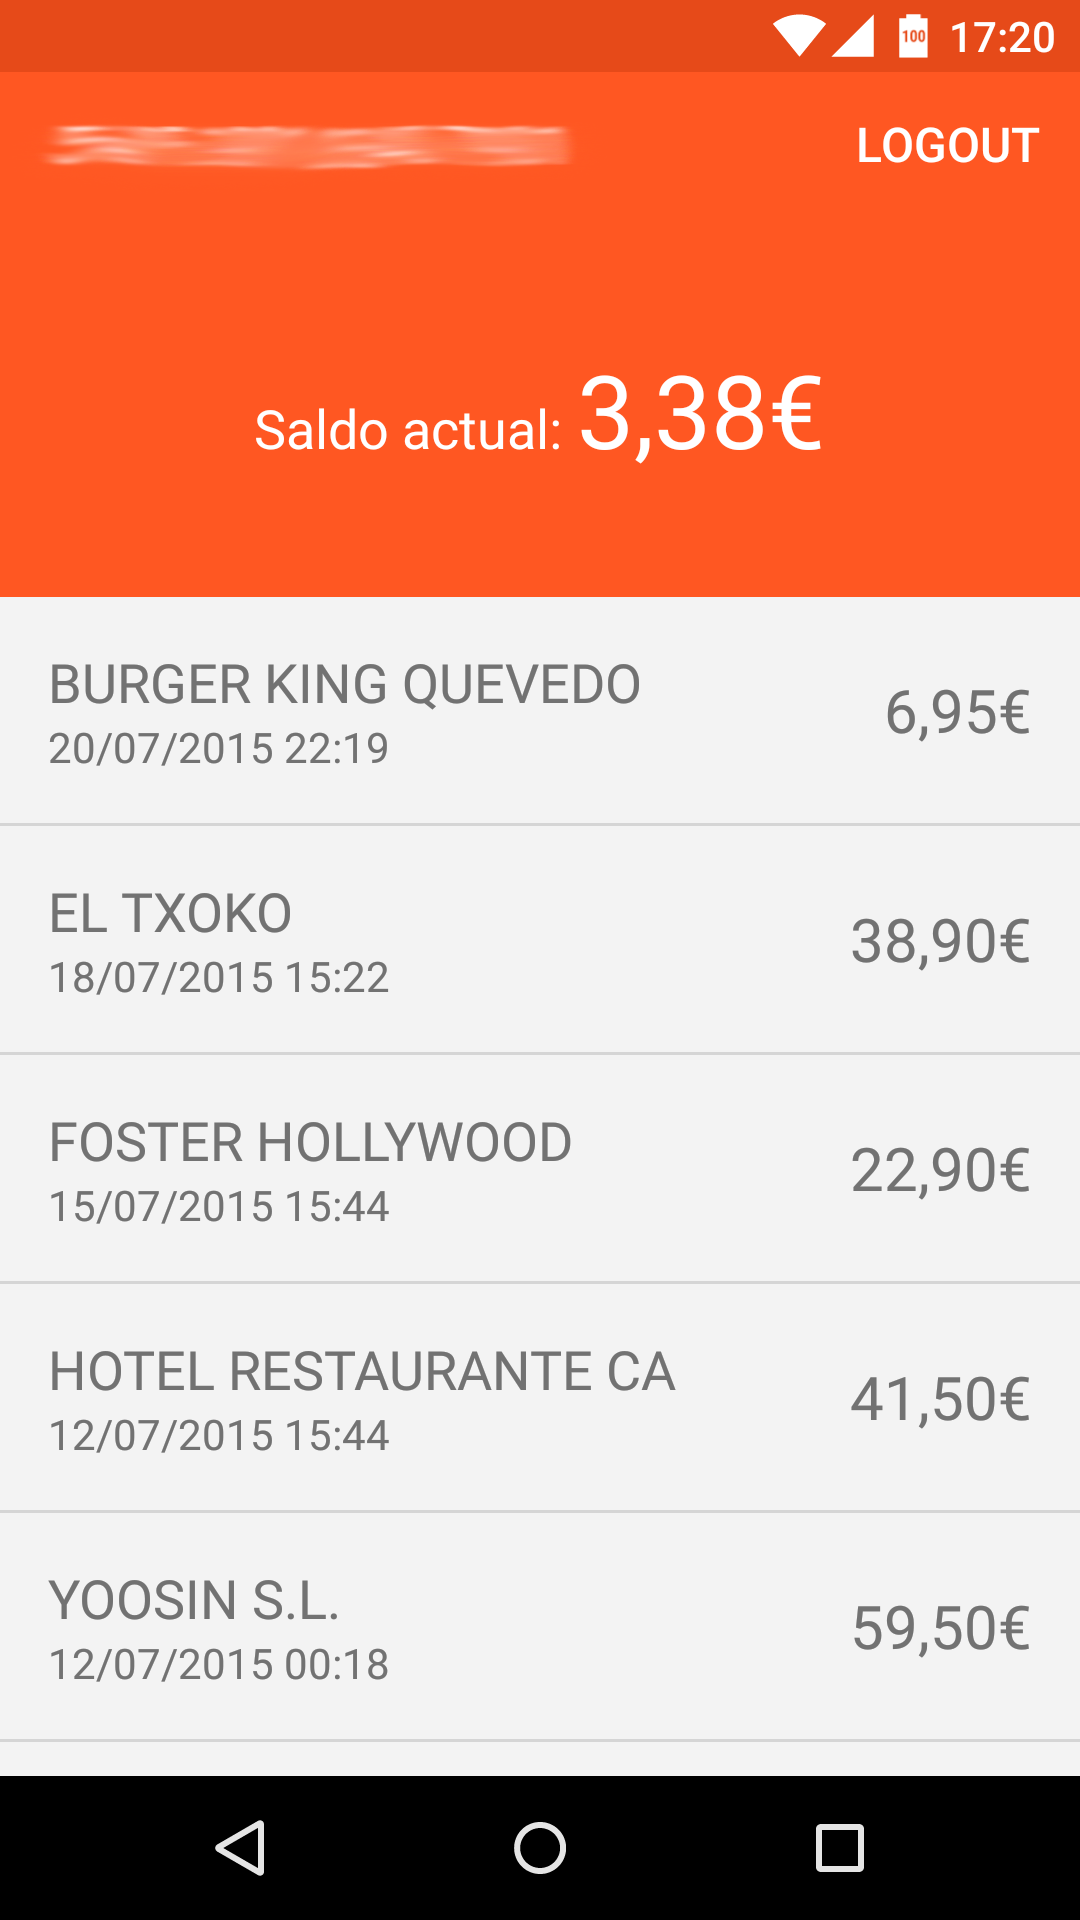 100 17:20
LOGOUT
Saldo actual: 3,38€
BURGER KING QUEVEDO
6,95€
20/07/2015 22:19
EL TXOKO
38,90€
18/07/2015 15:22
FOSTER HOLLYWOOD
22,90€
15/07/2015 15:44
HOTEL RESTAURANTE CA
41,50€
12/07/2015 15:44
YOOSIN S.L.
59,50€
12/07/2015 00:18